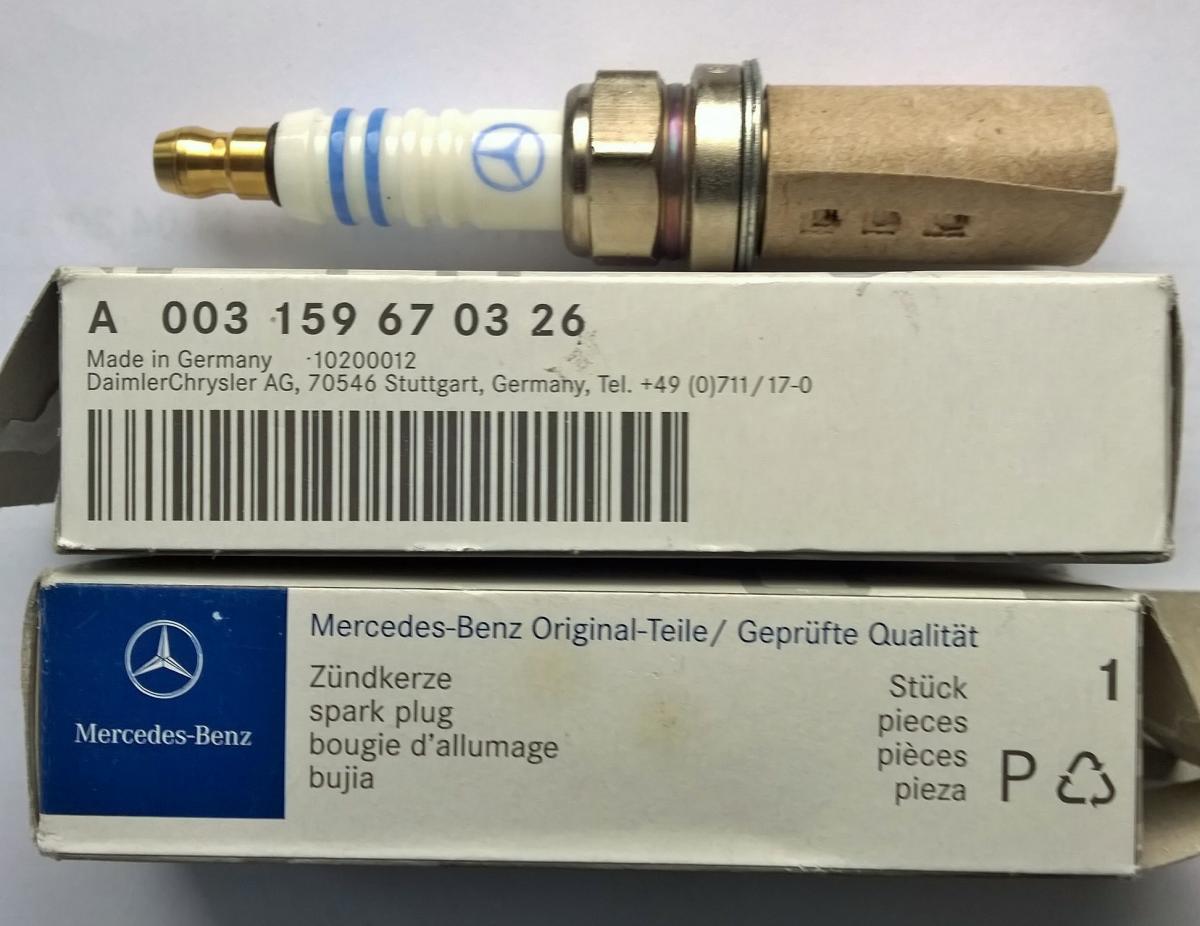 A 003 159 67 03 26
Made in Germany ·10200012
DaimlerChrysler AG, 70546 Stuttgart, Germany, Tel. +49 (0)711/17-0
Mercedes-Benz
Mercedes-Benz Original-Teile/ Geprüfte Qualität
Zündkerze
spark plug
bougie d'allumage
bujia
Stück
pieces
pièces
pieza
1
P